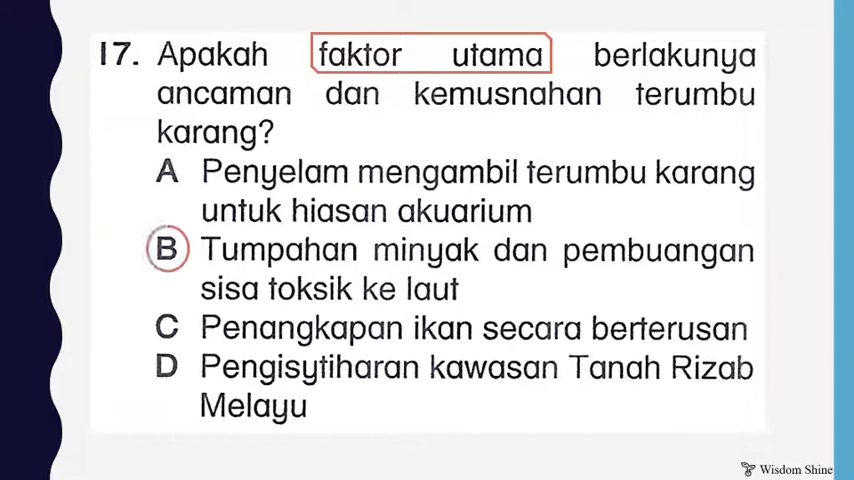 17. Apakah faktor utama berlakunya
ancaman dan kemusnahan terumbu
karang?
A Penyelam mengambil terumbu karang
untuk hiasan akuarium
B Tumpahan minyak dan pembuangan
sisa toksik ke laut
C Penangkapan ikan secara berterusan
D Pengisytiharan kawasan Tanah Rizab
Melayu
Wisdom Shine